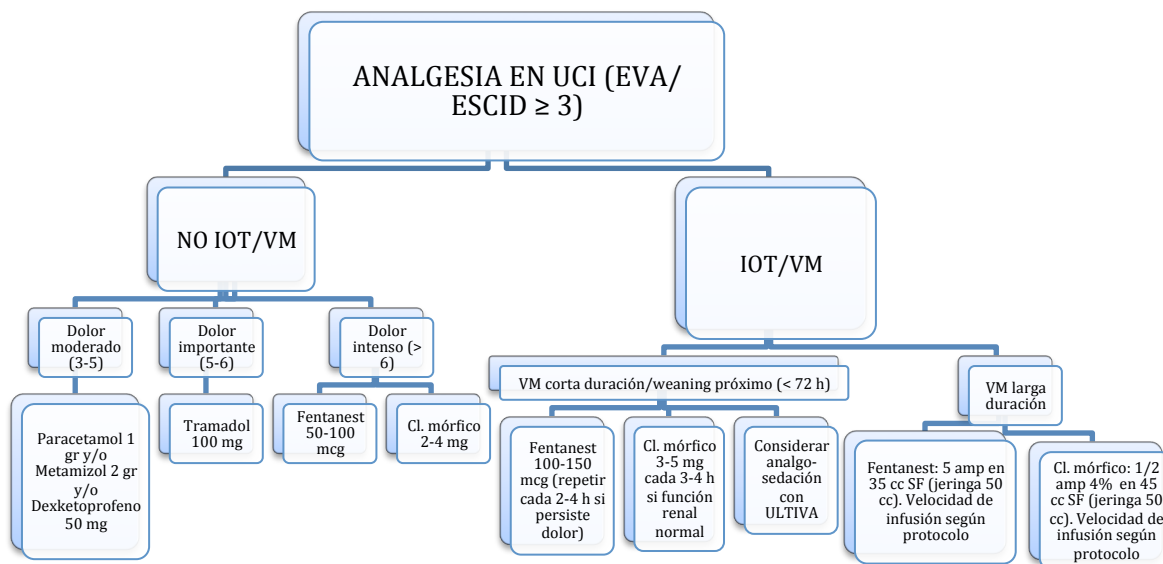 ANALGESIA EN UCI (EVA/
ESCID ≥ 3)
NO IOT/VM
IOT/VM
Dolor
moderado
(3-5)
Dolor
importante
(5-6)
Dolor
intenso (>
6)
VM corta duración/weaning próximo (< 72 h)
VM larga
duración
Paracetamol 1
gr y/o
Metamizol 2 gr
y/o
Dexketoprofeno
50 mg
Tramadol
100 mg
Fentanest
50-100
mcg
Cl. mórfico
2-4 mg
Fentanest
100-150
mcg (repetir
cada 2-4 h si
persiste
dolor)
Cl. mórfico
3-5 mg
cada 3-4 h
si función
renal
normal
Considerar
analgo-
sedación
con
ULTIVA
Fentanest: 5 amp en
35 cc SF (jeringa 50
cc). Velocidad de
infusión según
protocolo
Cl. mórfico: 1/2
amp 4% en 45
cc SF (jeringa 50
cc). Velocidad de
infusión según
protocolo